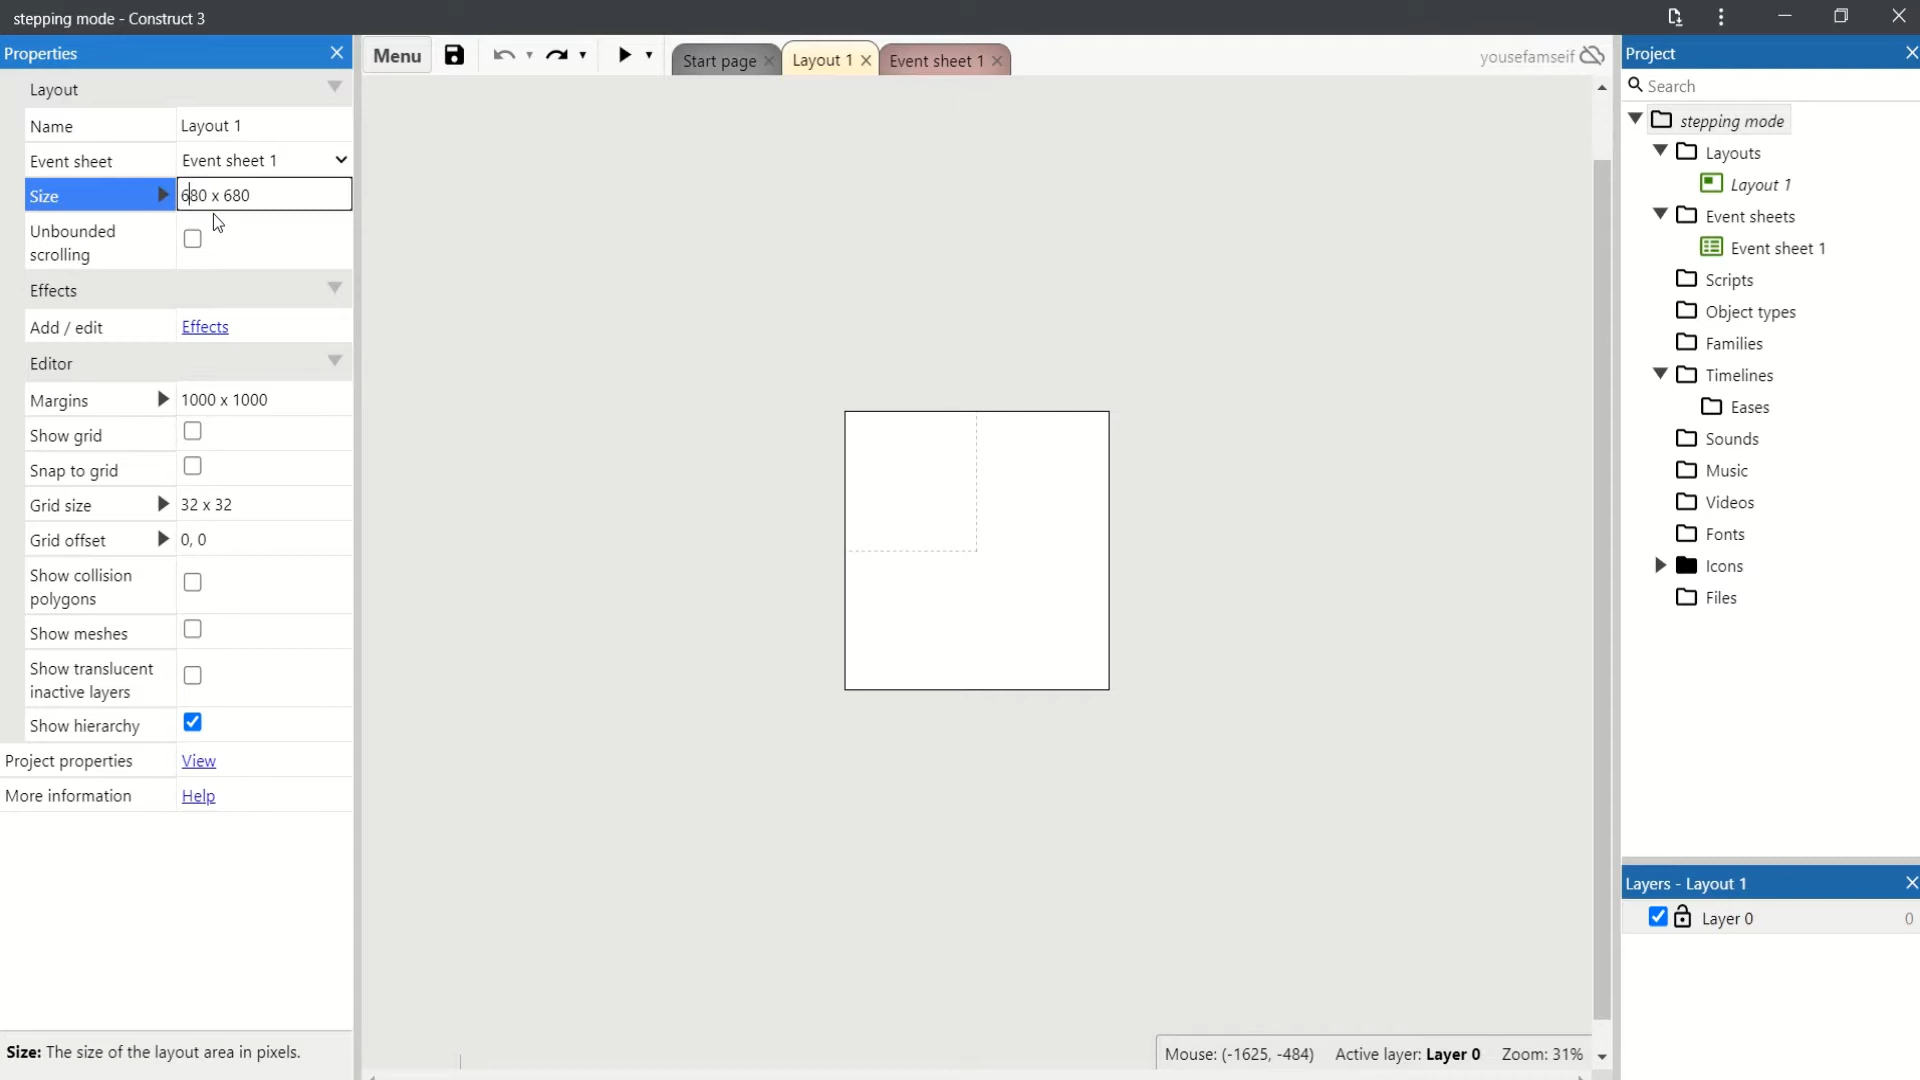 stepping mode - Construct 3
Properties
Menu
Start page
Layout 1
Event sheet 1
yousefamseif
Project
Layout
Name Layout 1
Event sheet Event sheet 1
Size 680 x 680
Unbounded
scrolling
Effects
Add / edit Effects
Editor
Margins 1000 x 1000
Show grid
Snap to grid
Grid size 32 x 32
Grid offset 0, 0
Show collision
polygons
Show meshes
Show translucent
inactive layers
Show hierarchy
Project properties View
More information Help
Size: The size of the layout area in pixels.
Mouse: (-1625, -484) Active layer: Layer 0 Zoom: 31%
Search
stepping mode
Layouts
Layout 1
Event sheets
Event sheet 1
Scripts
Object types
Families
Timelines
Eases
Sounds
Music
Videos
Fonts
Icons
Files
Layers - Layout 1
Layer 0 0